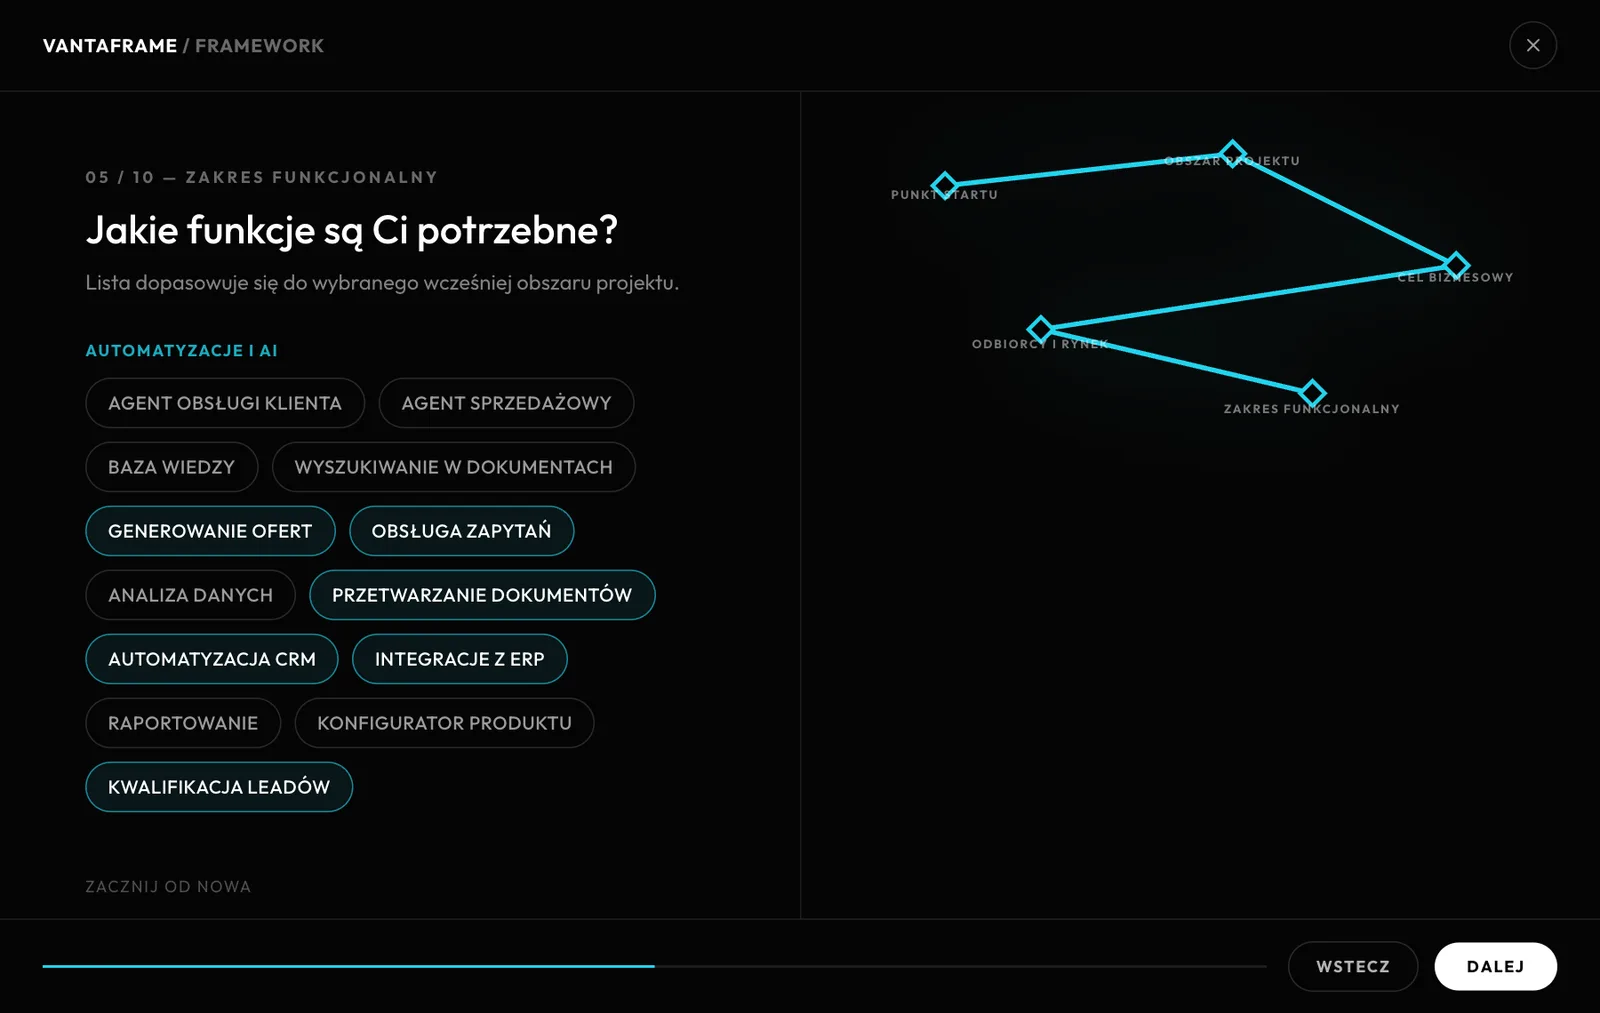 VANTAFRAME / FRAMEWORK
05 / 10 — ZAKRES FUNKCJONALNY
Jakie funkcje są Ci potrzebne?
Lista dopasowuje się do wybranego wcześniej obszaru projektu.
AUTOMATYZACJE I AI
AGENT OBSŁUGI KLIENTA
AGENT SPRZEDAŻOWY
BAZA WIEDZY
WYSZUKIWANIE W DOKUMENTACH
GENEROWANIE OFERT
OBSŁUGA ZAPYTAŃ
ANALIZA DANYCH
PRZETWARZANIE DOKUMENTÓW
AUTOMATYZACJA CRM
INTEGRACJE Z ERP
RAPORTOWANIE
KONFIGURATOR PRODUKTU
KWALIFIKACJA LEADÓW
ZACZNIJ OD NOWA
PUNKT STARTU
OBSZAR PROJEKTU
CEL BIZNESOWY
ODBIORCY I RYNEK
ZAKRES FUNKCJONALNY
WSTECZ
DALEJ